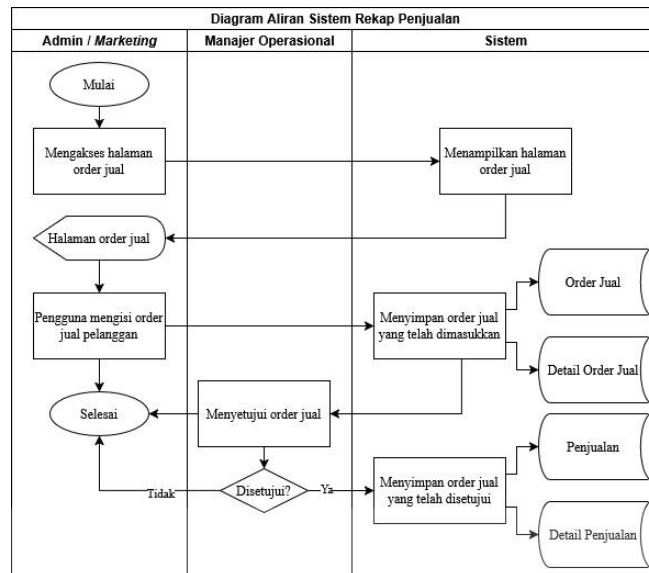 Diagram Aliran Sistem Rekap Penjualan
Admin / Marketing
Manajer Operasional
Sistem
Mulai
Mengakses halaman
order jual
Menampilkan halaman
order jual
Halaman order jual
Pengguna mengisi order
jual pelanggan
Menyimpan order jual
yang telah dimasukkan
Order Jual
Detail Order Jual
Selesai
Menyetujui order jual
Disetujui?
Tidak
Ya
Menyimpan order jual
yang telah disetujui
Penjualan
Detail Penjualan